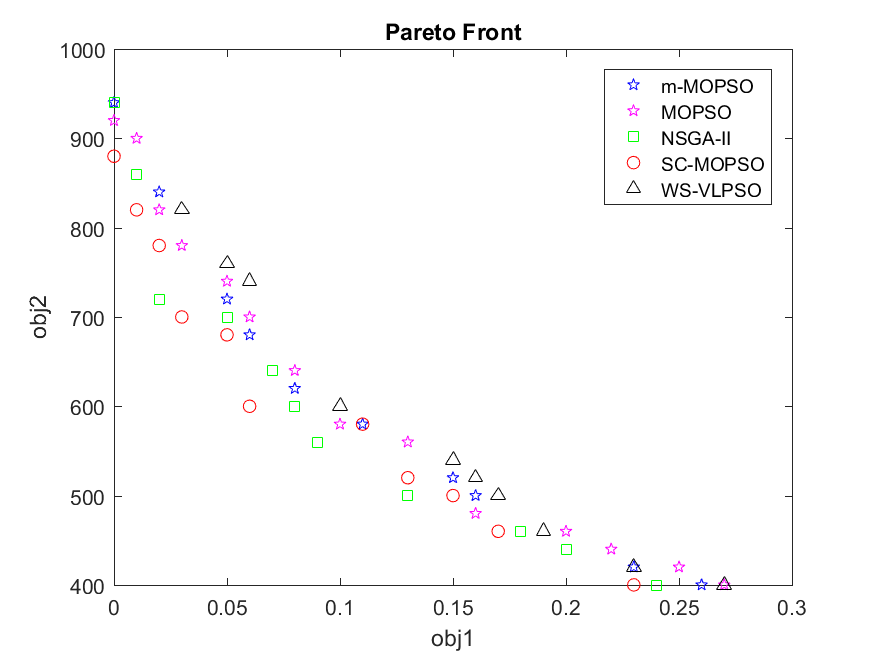 Pareto Front
1000
900
800
700
600
500
400
obj2
0 0.05 0.1 0.15 0.2 0.25 0.3
obj1
m-MOPSO
MOPSO
NSGA-II
SC-MOPSO
WS-VLPSO